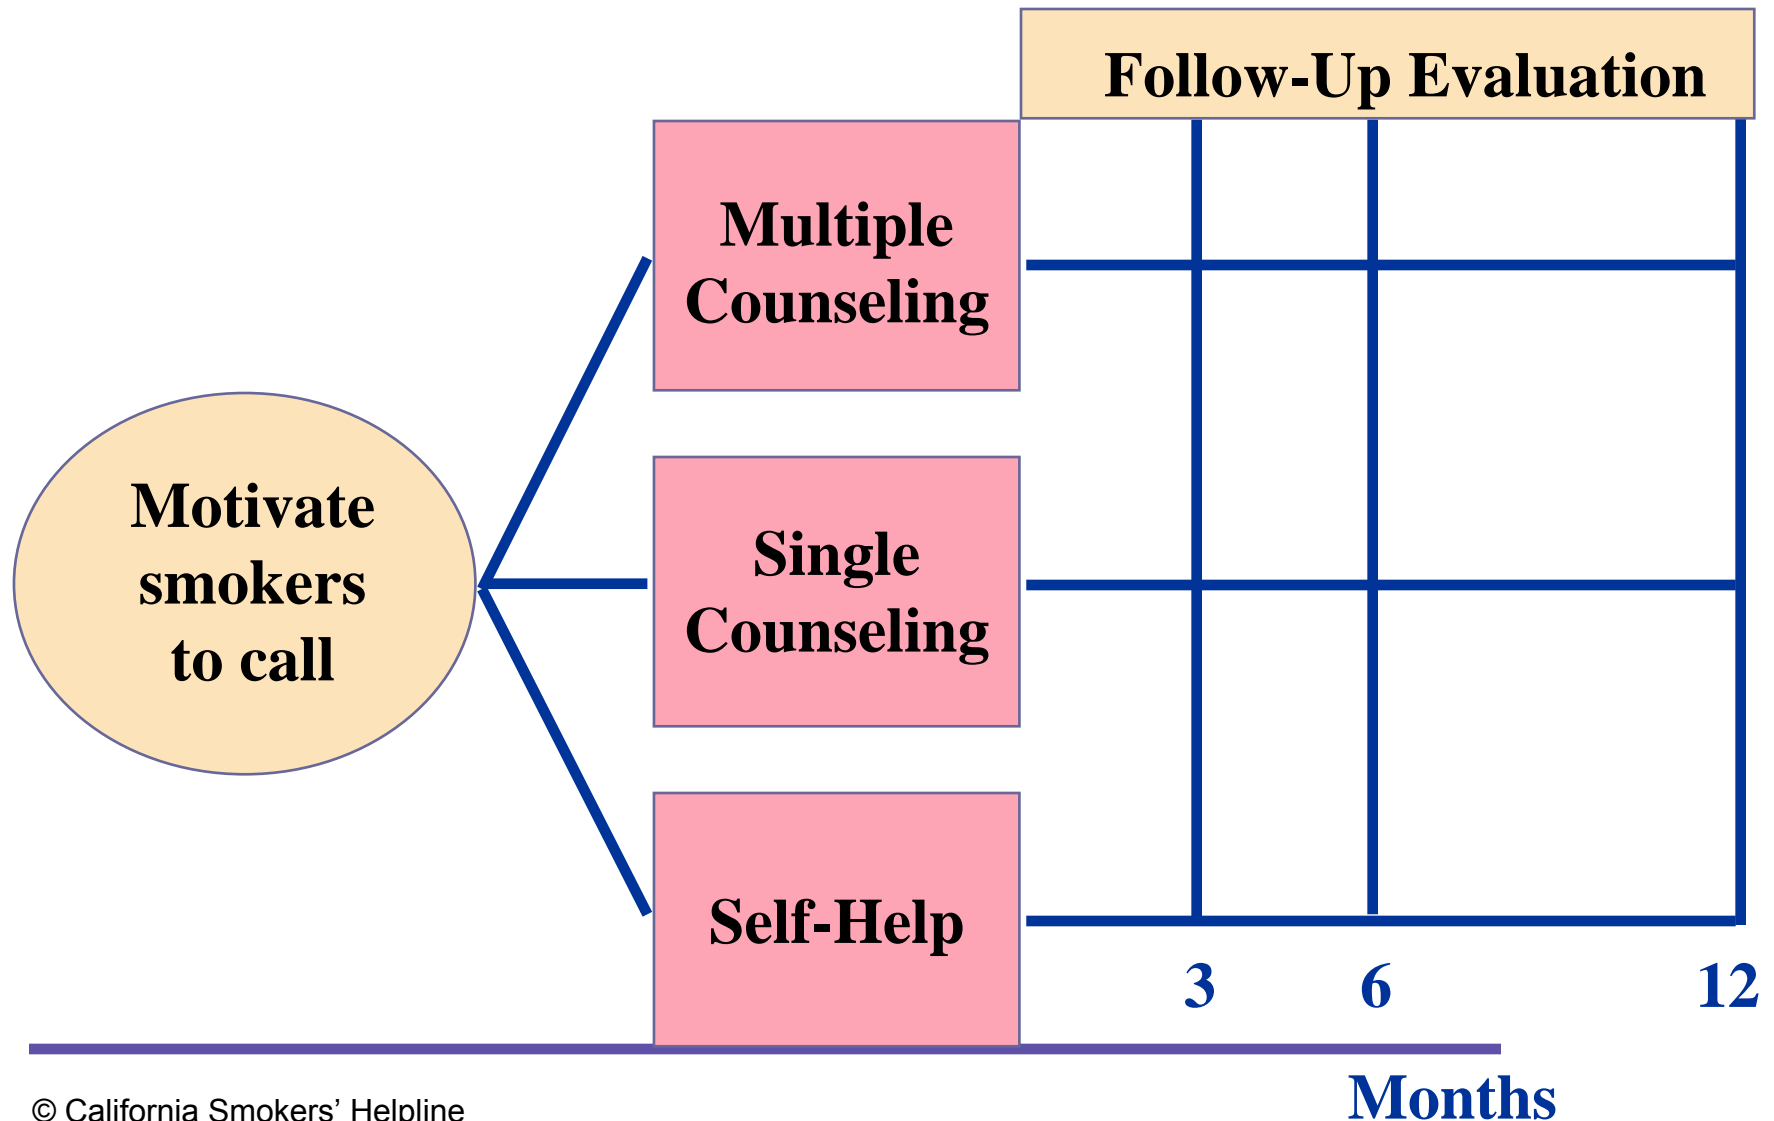 Follow-Up Evaluation
Multiple
Counseling
Motivate
smokers
to call
Single
Counseling
Self-Help
3 6 12
Months
© California Smokers’ Helpline